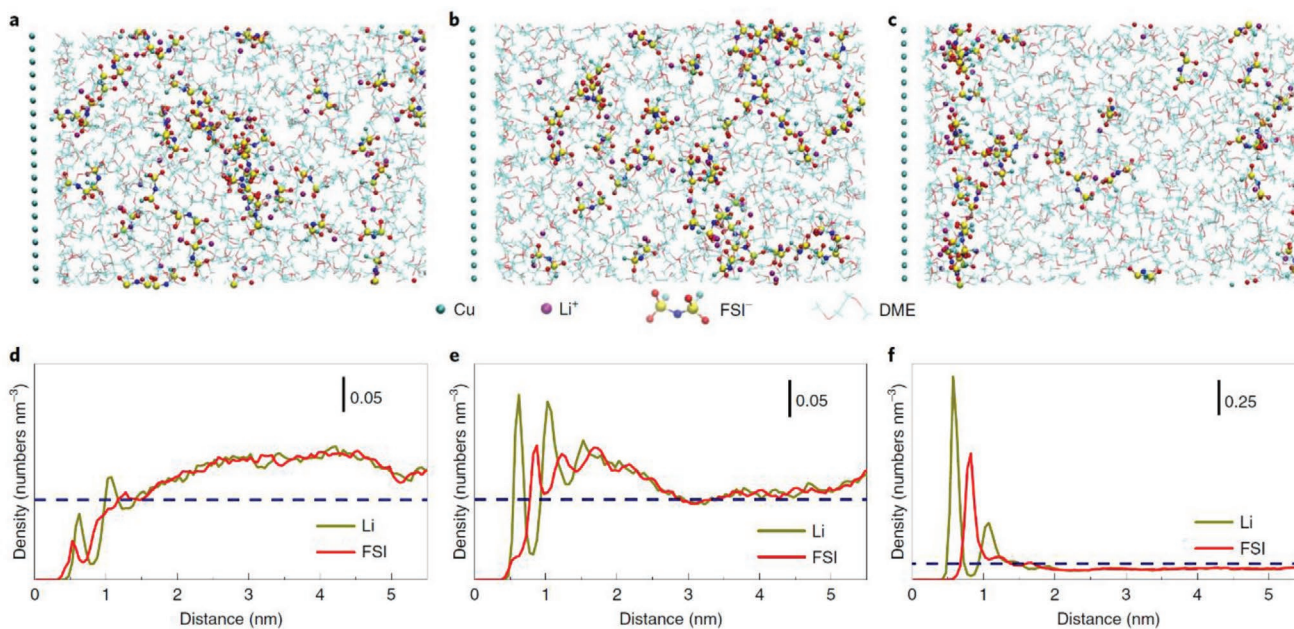 a
b
c
Cu
Li⁺
FSI⁻
DME
d
e
f
Density (numbers nm⁻³)
0.05
Li
FSI
0 1 2 3 4 5
Distance (nm)
Density (numbers nm⁻³)
0.05
Li
FSI
0 1 2 3 4 5
Distance (nm)
Density (numbers nm⁻³)
0.25
Li
FSI
0 1 2 3 4 5
Distance (nm)